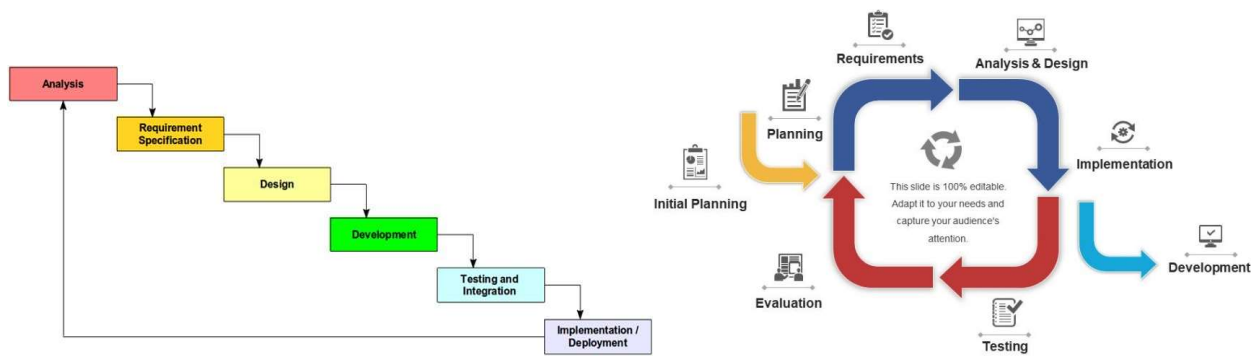 Analysis
Requirement
Specification
Design
Development
Testing and
Integration
Implementation /
Deployment
Requirements
Analysis & Design
Planning
Implementation
Initial Planning
This slide is 100% editable.
Adapt it to your needs and
capture your audience's
attention.
Development
Evaluation
Testing